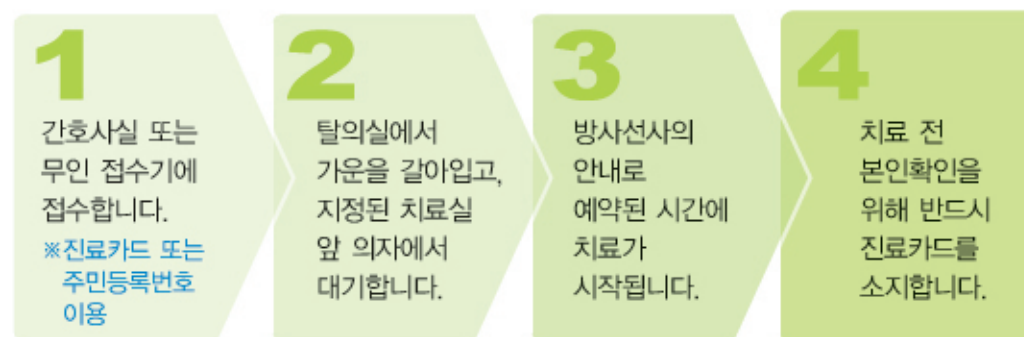 1
간호사실 또는
무인 접수기에
접수합니다.
※진료카드 또는
주민등록번호
이용
2
탈의실에서
가운을 갈아입고,
지정된 치료실
앞 의자에서
대기합니다.
3
방사선사의
안내로
예약된 시간에
치료가
시작됩니다.
4
치료 전
본인확인을
위해 반드시
진료카드를
소지합니다.